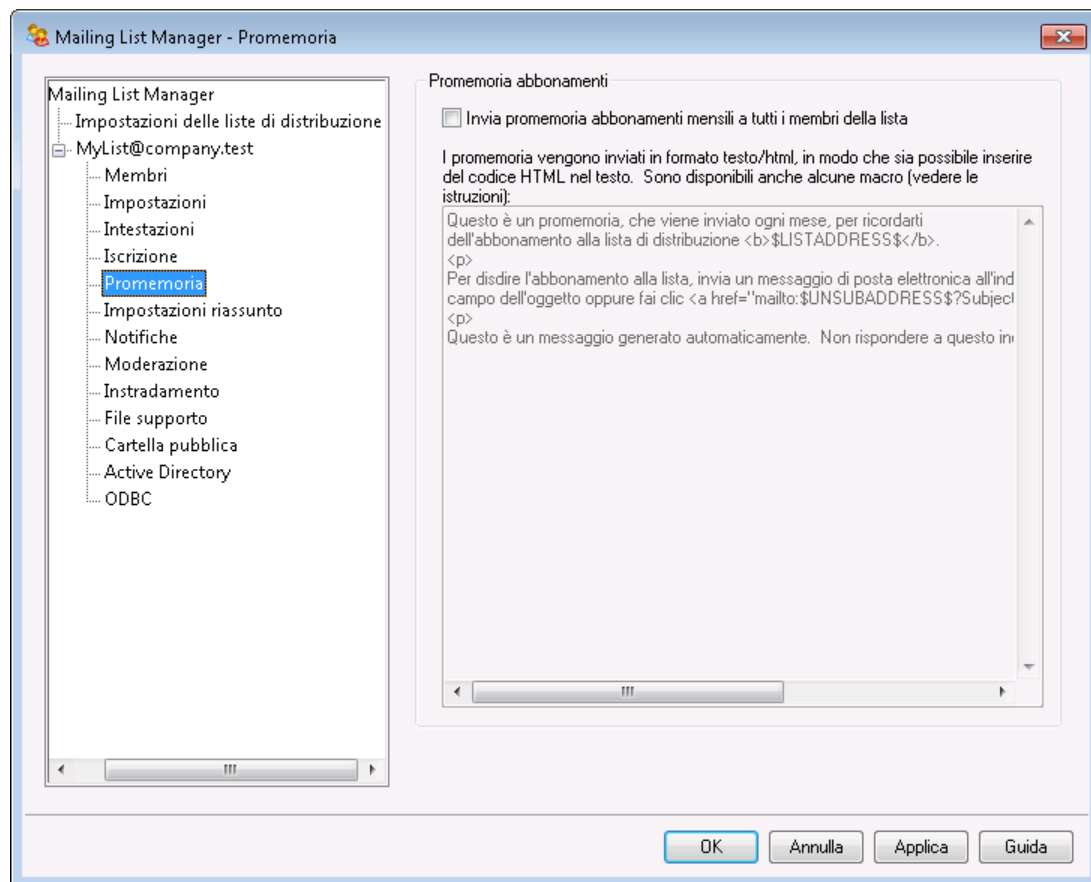 Mailing List Manager - Promemoria
Mailing List Manager
Impostazioni delle liste di distribuzione
MyList@company.test
Membri
Impostazioni
Intestazioni
Iscrizione
Promemoria
Impostazioni riassunto
Notifiche
Moderazione
Instradamento
File supporto
Cartella pubblica
Active Directory
ODBC
Promemoria abbonamenti
Invia promemoria abbonamenti mensili a tutti i membri della lista
I promemoria vengono inviati in formato testo/html, in modo che sia possibile inserire
del codice HTML nel testo.  Sono disponibili anche alcune macro (vedere le
istruzioni):
Questo è un promemoria, che viene inviato ogni mese, per ricordarti
dell'abbonamento alla lista di distribuzione <b>$LISTADDRESS$</b>.
<p>
Per disdire l'abbonamento alla lista, invia un messaggio di posta elettronica all'ind
campo dell'oggetto oppure fai clic <a href="mailto:$UNSUBADDRESS$?Subject
<p>
Questo è un messaggio generato automaticamente.  Non rispondere a questo in
OK
Annulla
Applica
Guida